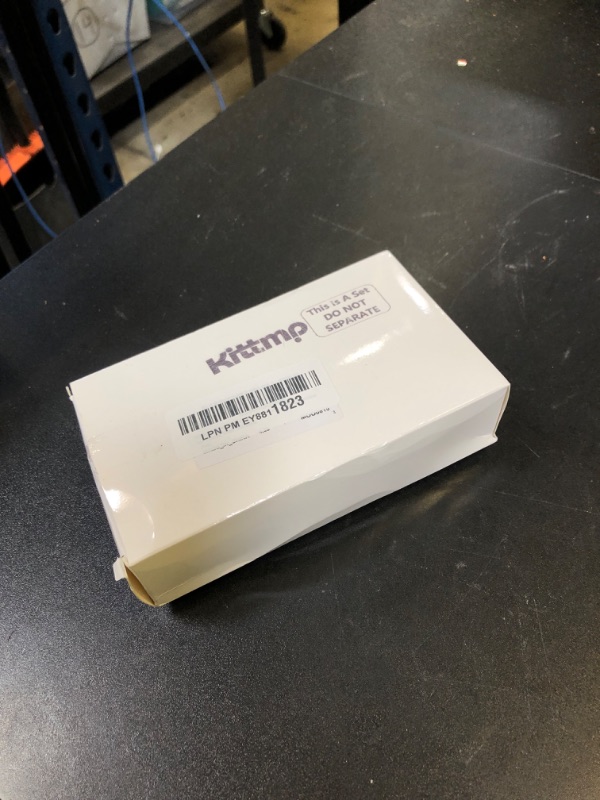 Kittmp
This is A Set
DO NOT
SEPARATE
LPN PM EY8811823